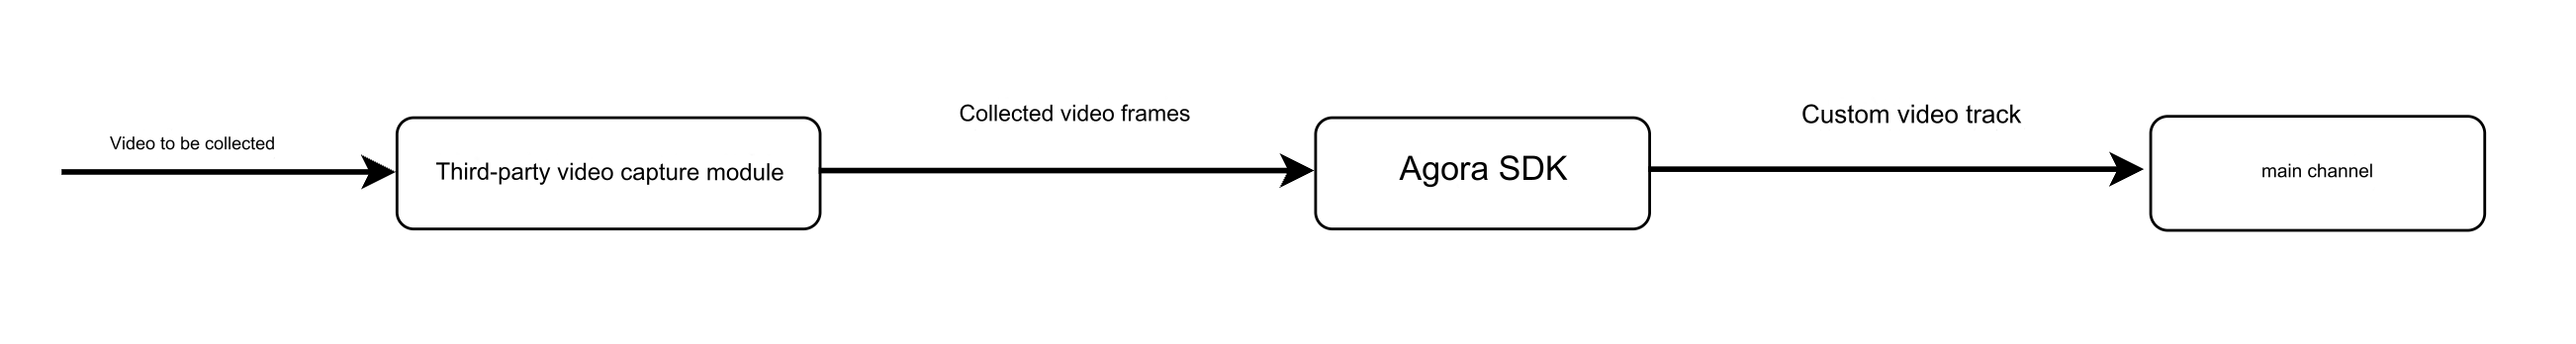 Video to be collected
Third-party video capture module
Collected video frames
Agora SDK
Custom video track
main channel